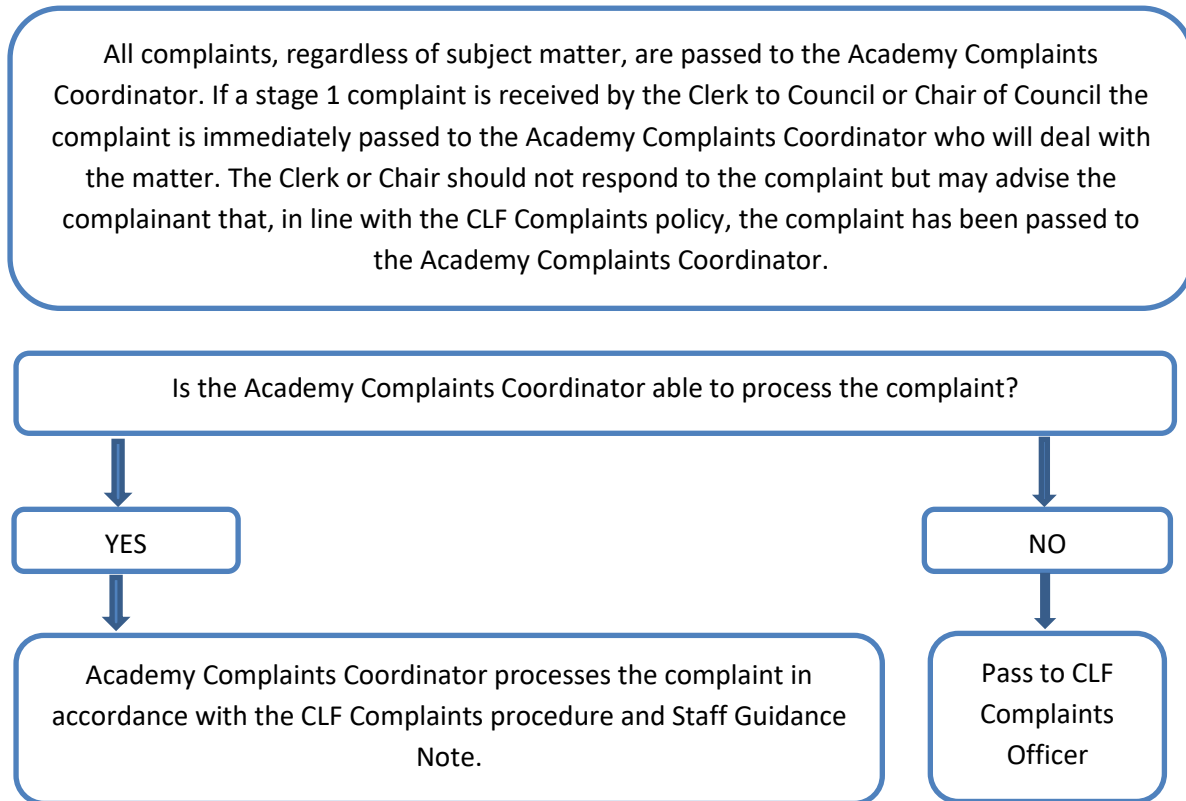 All complaints, regardless of subject matter, are passed to the Academy Complaints
Coordinator. If a stage 1 complaint is received by the Clerk to Council or Chair of Council the
complaint is immediately passed to the Academy Complaints Coordinator who will deal with
the matter. The Clerk or Chair should not respond to the complaint but may advise the
complainant that, in line with the CLF Complaints policy, the complaint has been passed to
the Academy Complaints Coordinator.
Is the Academy Complaints Coordinator able to process the complaint?
YES
NO
Academy Complaints Coordinator processes the complaint in
accordance with the CLF Complaints procedure and Staff Guidance
Note.
Pass to CLF
Complaints
Officer